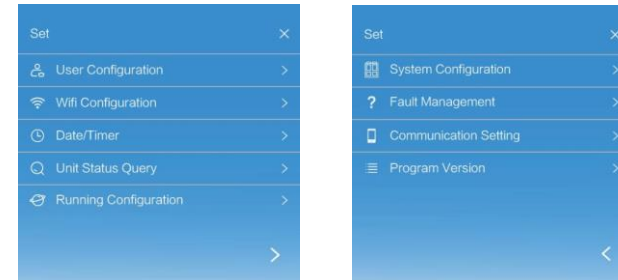 Set
User Configuration
Wifi Configuration
Date/Timer
Unit Status Query
Running Configuration
Set
System Configuration
? Fault Management
Communication Setting
Program Version